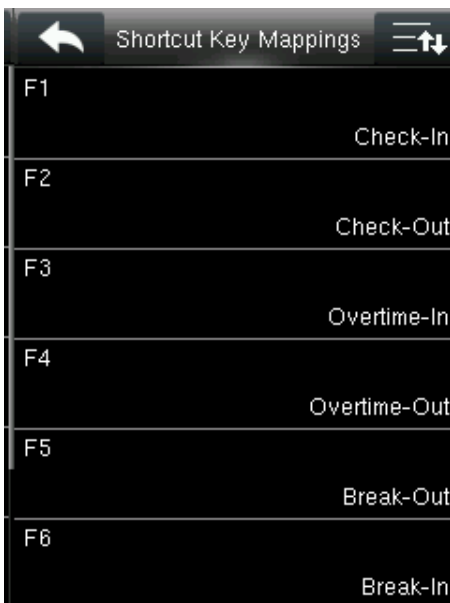 Shortcut Key Mappings
F1
Check-In
F2
Check-Out
F3
Overtime-In
F4
Overtime-Out
F5
Break-Out
F6
Break-In